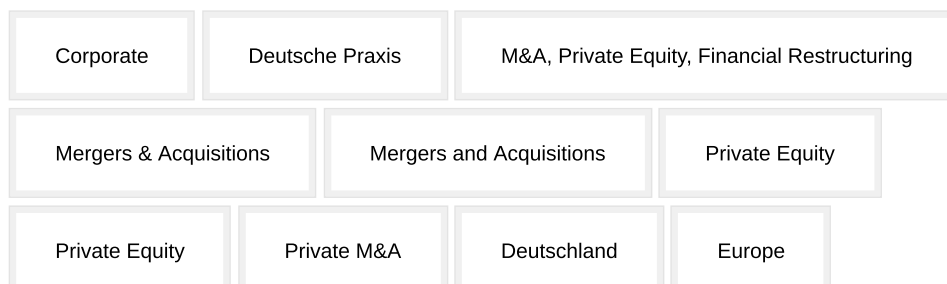 Corporate Deutsche Praxis M&A, Private Equity, Financial Restructuring
Mergers & Acquisitions Mergers and Acquisitions Private Equity
Private Equity Private M&A Deutschland Europe